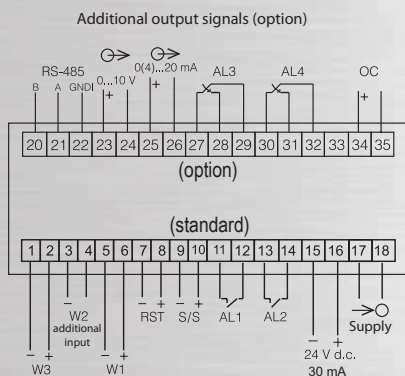 Additional output signals (option)
RS-485
0...10 V
0(4)...20 mA
AL3
AL4
OC
B A GND
+
+
+
20 21 22 23 24 25 26 27 28 29 30 31 32 33 34 35
(option)
(standard)
1 2 3 4 5 6 7 8 9 10 11 12 13 14 15 16 17 18
− − + − +
W2 RST S/S AL1 AL2
additional
input
Supply
− + − + − +
W3 W1 24 V d.c.
30 mA